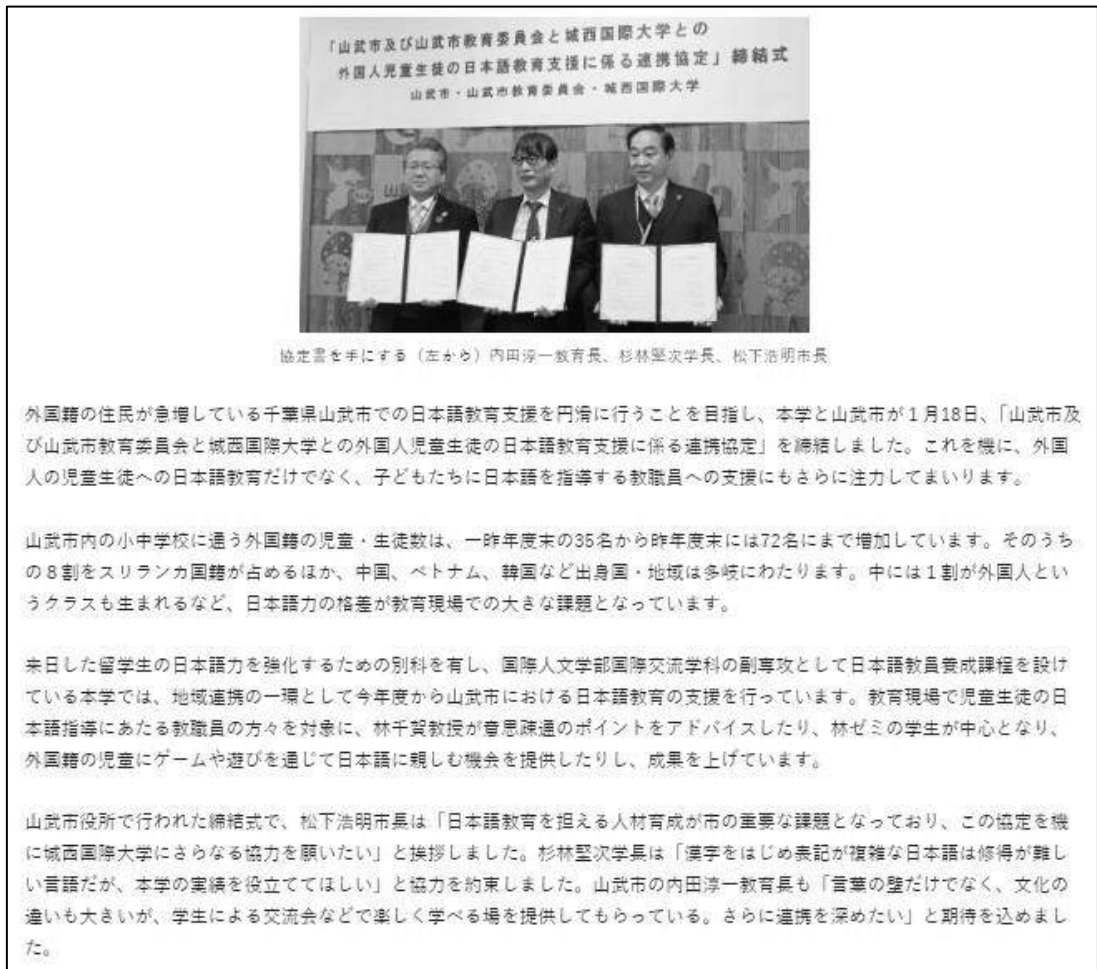 「山武市及び山武市教育委員会と城西国際大学との
外国人児童生徒の日本語教育支援に係る連携協定」締結式
山武市・山武市教育委員会・城西国際大学
協定書を手にする（左から）内田淳一教育長、杉林堅次学長、松下浩明市長
外国籍の住民が急増している千葉県山武市での日本語教育支援を円滑に行うことを目指し、本学と山武市が１月18日、「山武市及
び山武市教育委員会と城西国際大学との外国人児童生徒の日本語教育支援に係る連携協定」を締結しました。これを機に、外国
人の児童生徒への日本語教育だけでなく、子どもたちに日本語を指導する教職員への支援にもさらに注力してまいります。
山武市内の小中学校に通う外国籍の児童・生徒数は、一昨年度末の35名から昨年度末には72名にまで増加しています。そのうち
の８割をスリランカ国籍が占めるほか、中国、ベトナム、韓国など出身国・地域は多岐にわたります。中には１割が外国人とい
うクラスも生まれるなど、日本語力の格差が教育現場での大きな課題となっています。
来日した留学生の日本語力を強化するための別科を有し、国際人文学部国際交流学科の副専攻として日本語教員養成課程を設け
ている本学では、地域連携の一環として今年度から山武市における日本語教育の支援を行っています。教育現場で児童生徒の日
本語指導にあたる教職員の方々を対象に、林千賀教授が意思疎通のポイントをアドバイスしたり、林ゼミの学生が中心となり、
外国籍の児童にゲームや遊びを通じて日本語に親しむ機会を提供したりし、成果を上げています。
山武市役所で行われた締結式で、松下浩明市長は「日本語教育を担える人材育成が市の重要な課題となっており、この協定を機
に城西国際大学にさらなる協力を願いたい」と挨拶しました。杉林堅次学長は「漢字をはじめ表記が複雑な日本語は修得が難し
い言語だが、本学の実績を役立ててほしい」と協力を約束しました。山武市の内田淳一教育長も「言葉の壁だけでなく、文化の
違いも大きいが、学生による交流会などで楽しく学べる場を提供してもらっている。さらに連携を深めたい」と期待を込めまし
た。